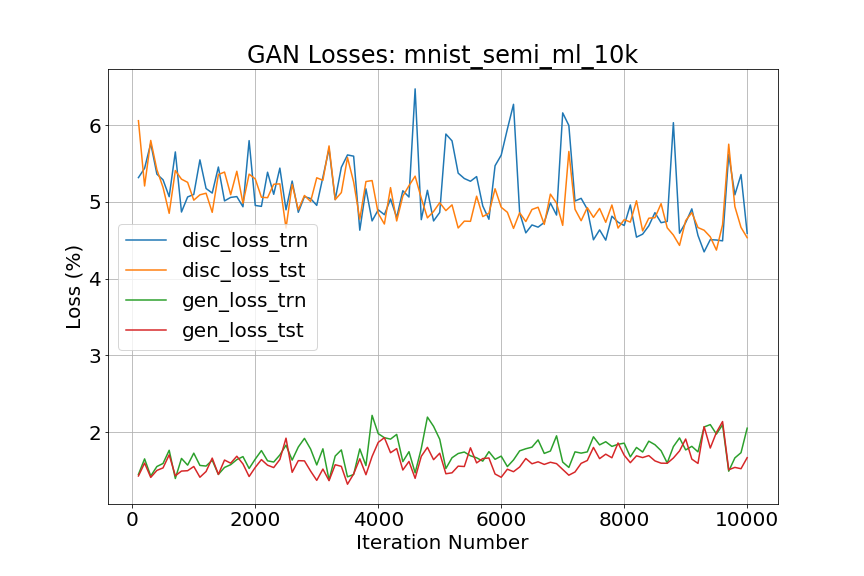 GAN Losses: mnist_semi_ml_10k
6
5
4
3
2
Loss (%)
disc_loss_trn
disc_loss_tst
gen_loss_trn
gen_loss_tst
0 2000 4000 6000 8000 10000
Iteration Number